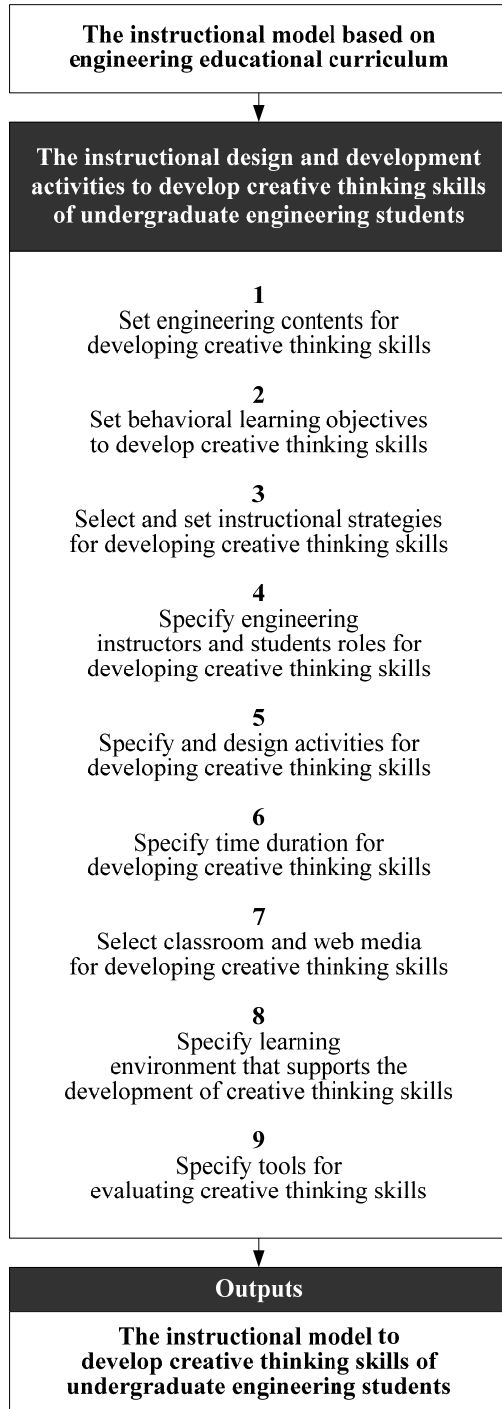 The instructional model based on
engineering educational curriculum
The instructional design and development
activities to develop creative thinking skills
of undergraduate engineering students
1
Set engineering contents for
developing creative thinking skills
2
Set behavioral learning objectives
to develop creative thinking skills
3
Select and set instructional strategies
for developing creative thinking skills
4
Specify engineering
instructors and students roles for
developing creative thinking skills
5
Specify and design activities for
developing creative thinking skills
6
Specify time duration for
developing creative thinking skills
7
Select classroom and web media
for developing creative thinking skills
8
Specify learning
environment that supports the
development of creative thinking skills
9
Specify tools for
evaluating creative thinking skills
Outputs
The instructional model to
develop creative thinking skills of
undergraduate engineering students